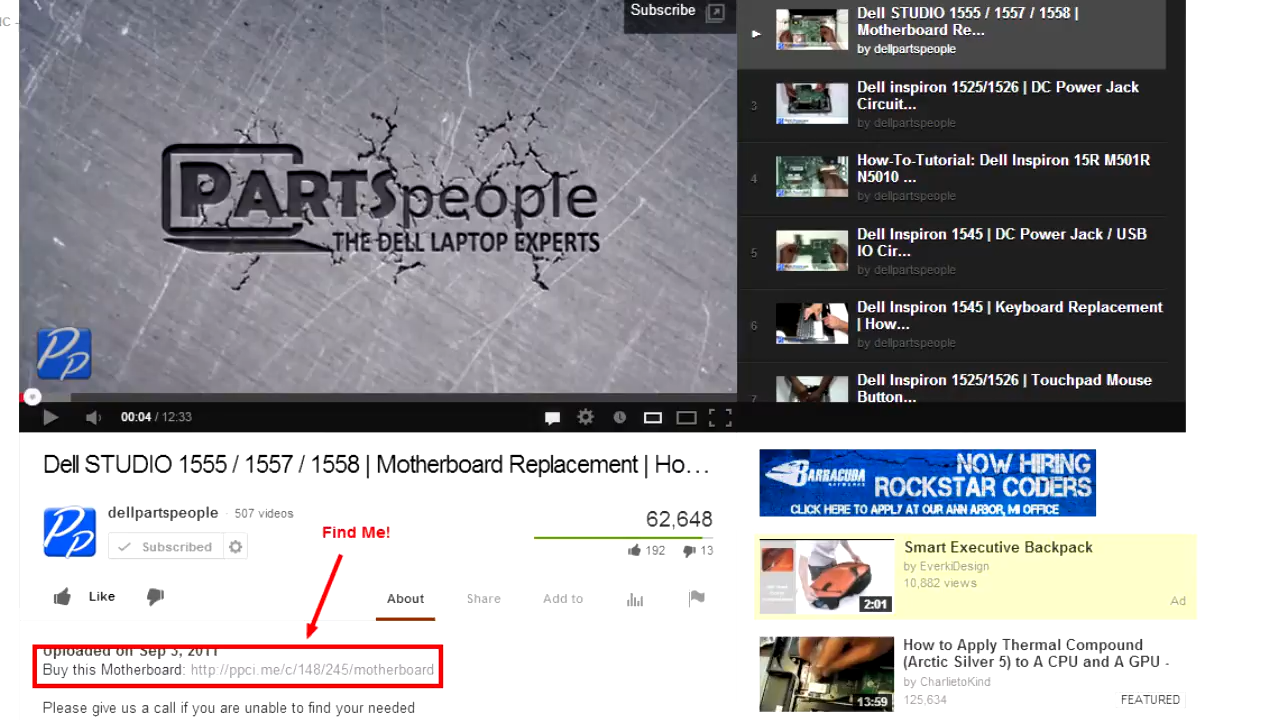 IC -
Subscribe
PARTSpeople
THE DELL LAPTOP EXPERTS
PP
00:04 / 12:33
Dell STUDIO 1555 / 1557 / 1558 |
Motherboard Re...
by dellpartspeople
3
Dell inspiron 1525/1526 | DC Power Jack
Circuit...
by dellpartspeople
4
How-To-Tutorial: Dell Inspiron 15R M501R
N5010 ...
by dellpartspeople
5
Dell Inspiron 1545 | DC Power Jack / USB
IO Cir...
by dellpartspeople
6
Dell Inspiron 1545 | Keyboard Replacement
| How...
by dellpartspeople
7
Dell Inspiron 1525/1526 | Touchpad Mouse
Button...
Dell STUDIO 1555 / 1557 / 1558 | Motherboard Replacement | Ho...
PP
dellpartspeople · 507 videos
Subscribed
Find Me!
62,648
192 13
Like
About Share Add to
Uploaded on Sep 3, 2011
Buy this Motherboard: http://ppci.me/c/148/245/motherboard
Please give us a call if you are unable to find your needed
BARRACUDA
NETWORKS
NOW HIRING
ROCKSTAR CODERS
CLICK HERE TO APPLY AT OUR ANN ARBOR, MI OFFICE
2:01
Smart Executive Backpack
by EverkiDesign
10,882 views
Ad
13:59
How to Apply Thermal Compound
(Arctic Silver 5) to A CPU and A GPU -
by CharlietoKind
125,634
FEATURED